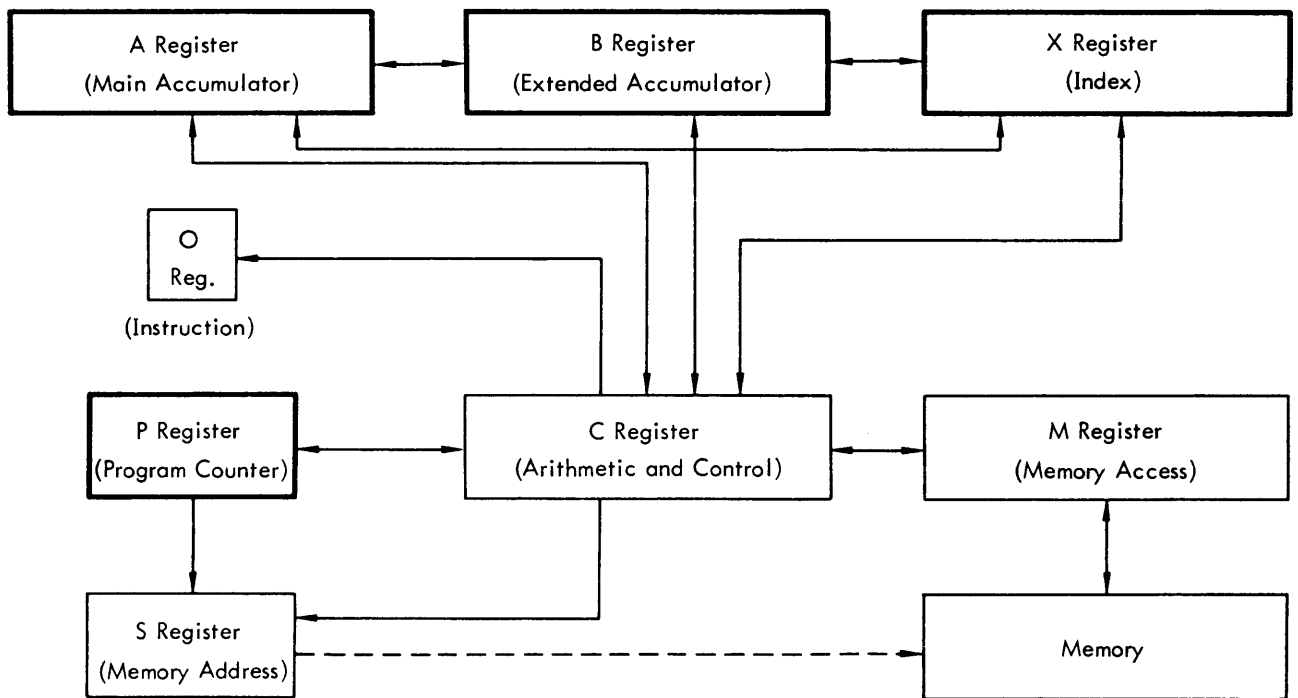 A Register
(Main Accumulator)
B Register
(Extended Accumulator)
X Register
(Index)
O
Reg.
(Instruction)
P Register
(Program Counter)
C Register
(Arithmetic and Control)
M Register
(Memory Access)
S Register
(Memory Address)
Memory